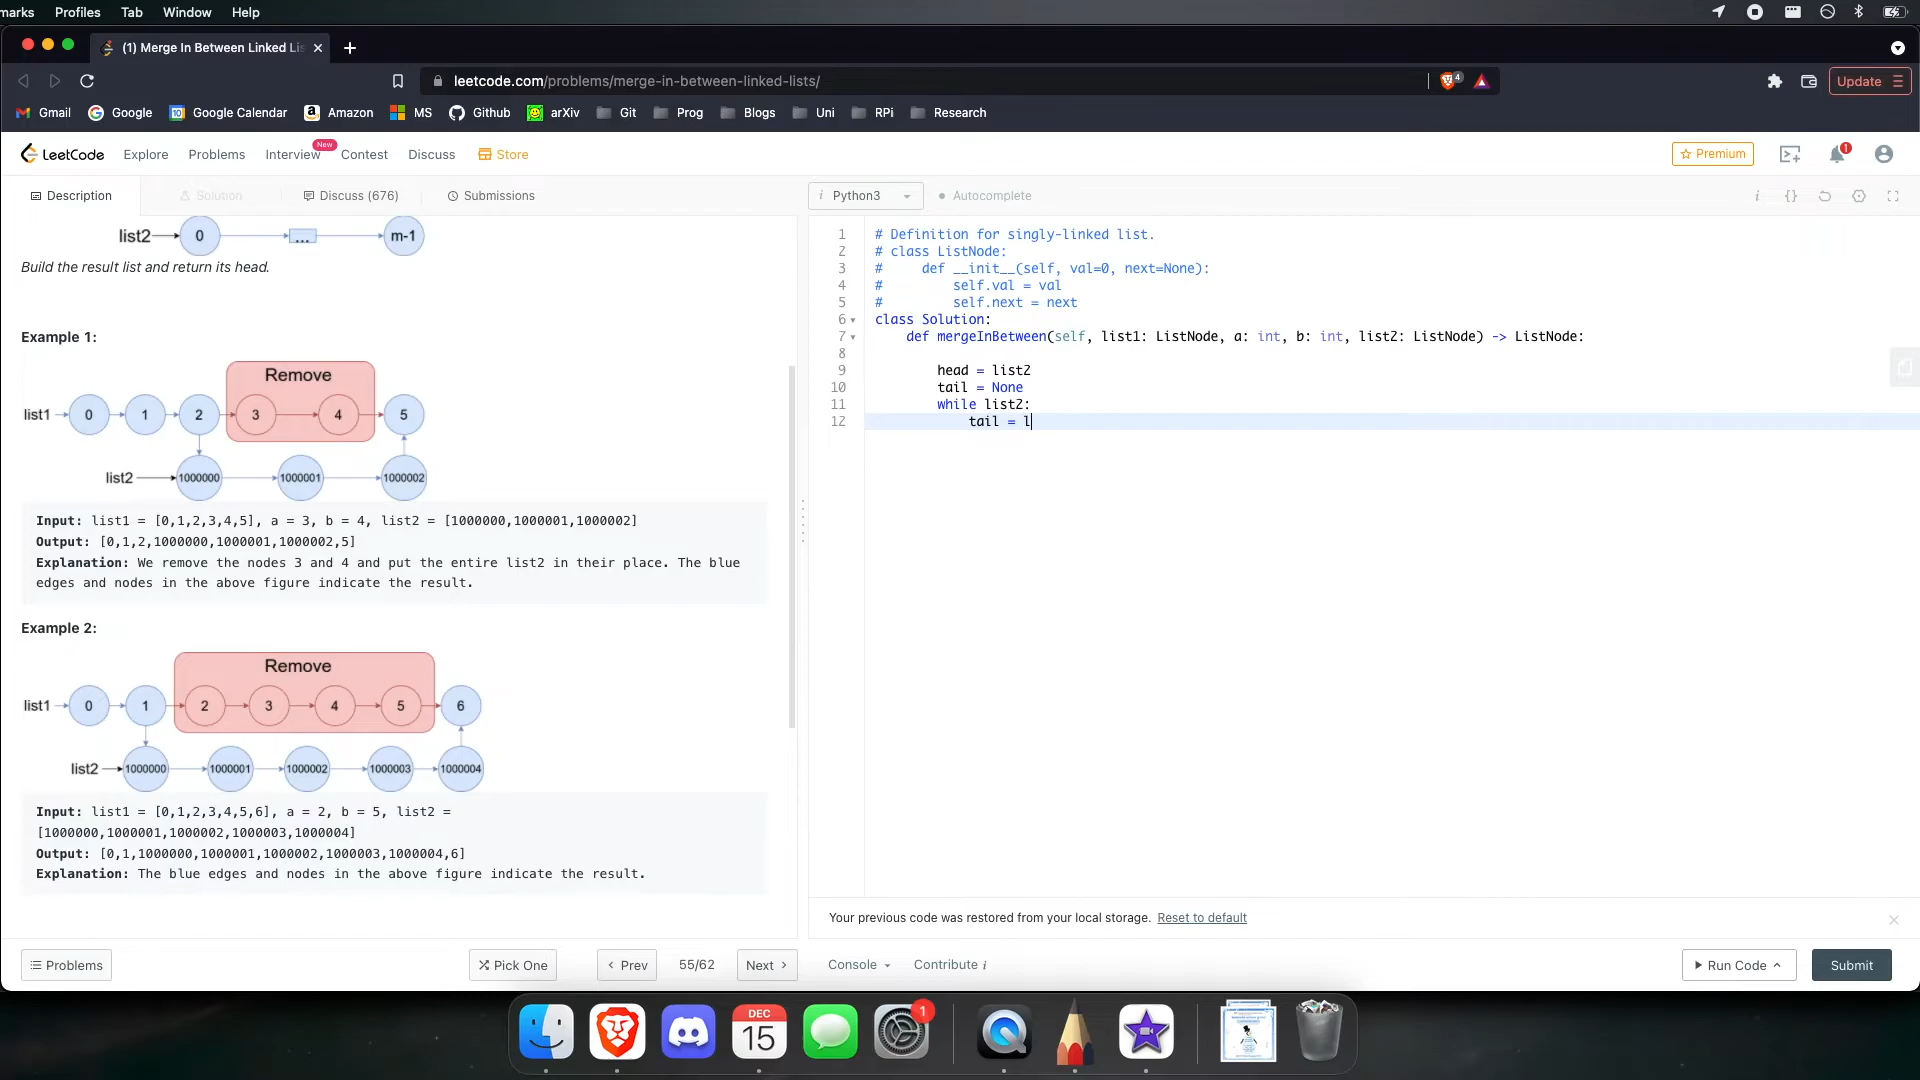 marks Profiles Tab Window Help
(1) Merge In Between Linked Lis
leetcode.com/problems/merge-in-between-linked-lists/
4
Update
Gmail Google Google Calendar Amazon MS Github arXiv Git Prog Blogs Uni RPi Research
LeetCode Explore Problems Interview New Contest Discuss Store
Premium
1
Description Solution Discuss (676) Submissions
i Python3 Autocomplete
list2 0 ... m-1
Build the result list and return its head.
Example 1:
Remove
list1 0 1 2 3 4 5
list2 1000000 1000001 1000002
Input: list1 = [0,1,2,3,4,5], a = 3, b = 4, list2 = [1000000,1000001,1000002]
Output: [0,1,2,1000000,1000001,1000002,5]
Explanation: We remove the nodes 3 and 4 and put the entire list2 in their place. The blue
edges and nodes in the above figure indicate the result.
Example 2:
Remove
list1 0 1 2 3 4 5 6
list2 1000000 1000001 1000002 1000003 1000004
Input: list1 = [0,1,2,3,4,5,6], a = 2, b = 5, list2 =
[1000000,1000001,1000002,1000003,1000004]
Output: [0,1,1000000,1000001,1000002,1000003,1000004,6]
Explanation: The blue edges and nodes in the above figure indicate the result.
1 # Definition for singly-linked list.
2 # class ListNode:
3 #     def __init__(self, val=0, next=None):
4 #         self.val = val
5 #         self.next = next
6 class Solution:
7     def mergeInBetween(self, list1: ListNode, a: int, b: int, list2: ListNode) -> ListNode:
8
9         head = list2
10         tail = None
11         while list2:
12             tail = l
Your previous code was restored from your local storage. Reset to default
Problems Pick One Prev 55/62 Next Console Contribute i Run Code Submit
DEC
15
1